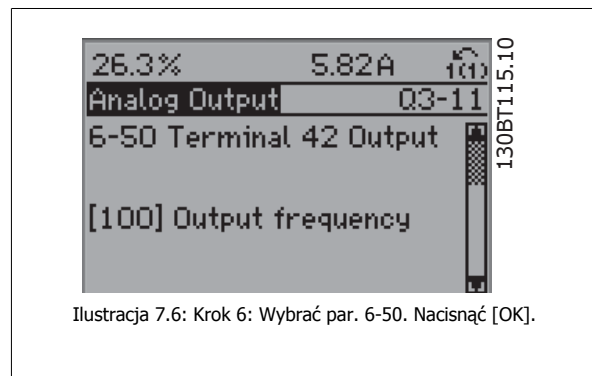 26.3% 5.82A 1(1)
Analog Output Q3-11
6-50 Terminal 42 Output
[100] Output frequency
130BT115.10
Ilustracja 7.6: Krok 6: Wybrać par. 6-50. Nacisnąć [OK].